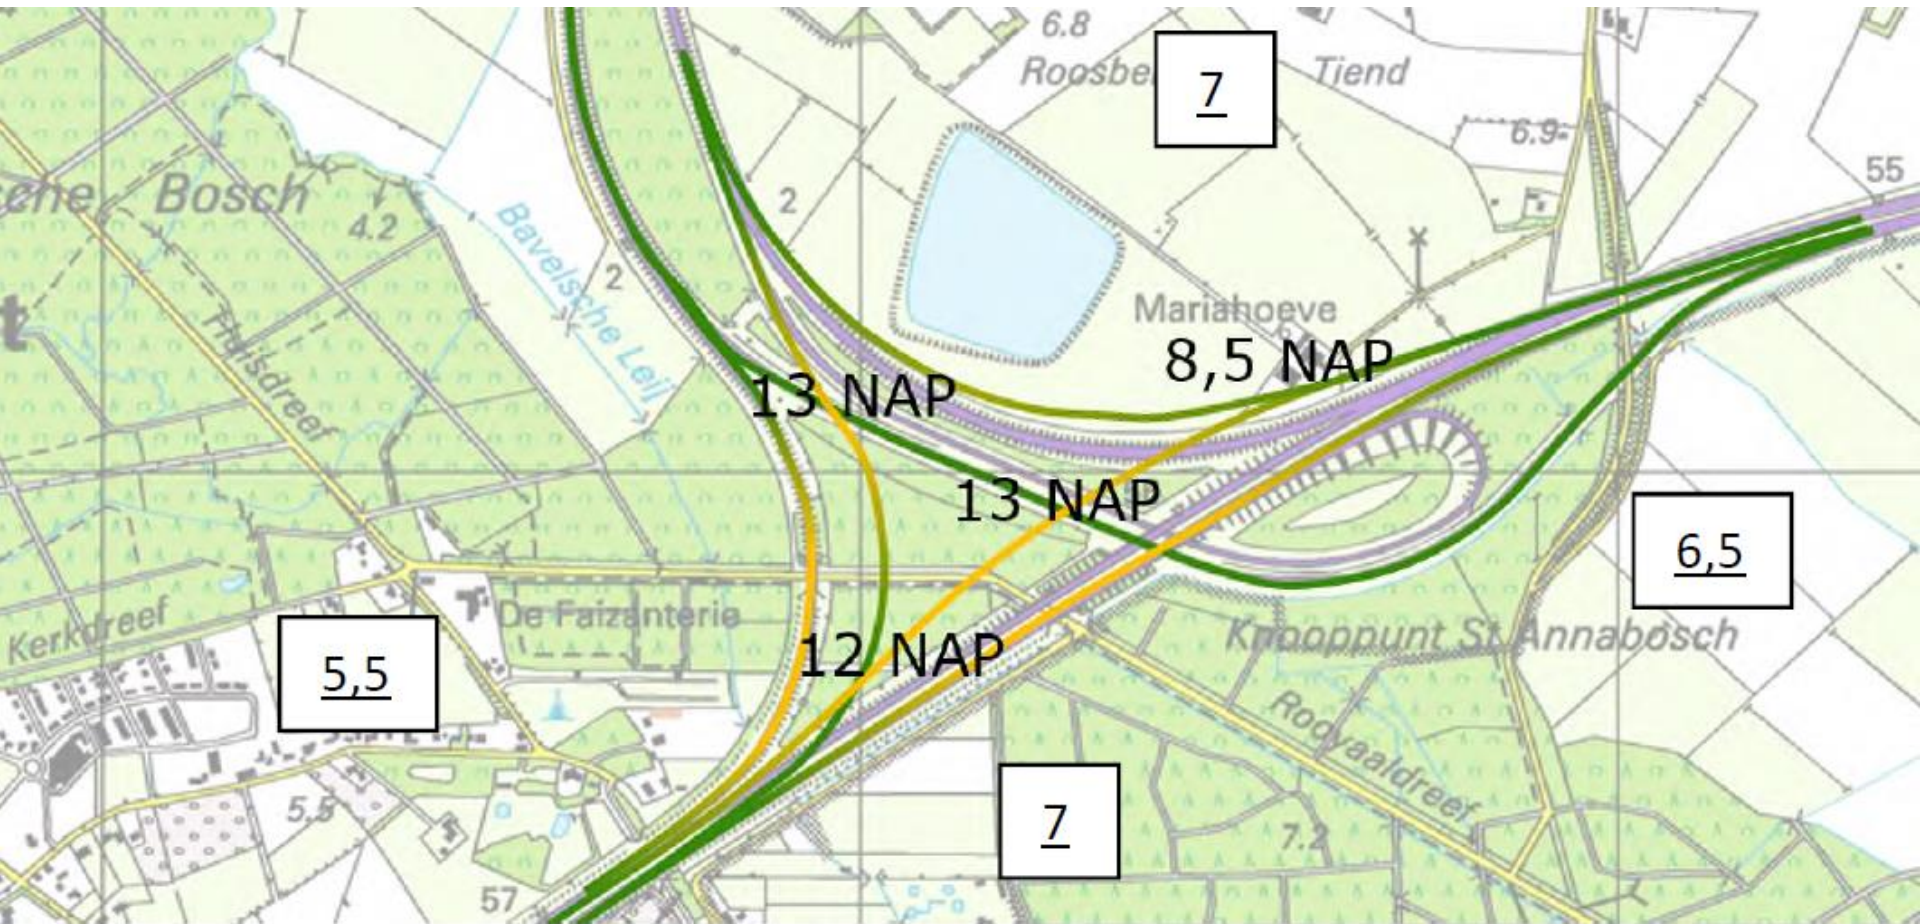 6.8
7
Roosbe
Tiend
6.9
55
sche Bosch
4.2
2
Bavelsche Leij
2
t
Huisdreef
Mariahoeve
8,5 NAP
13 NAP
13 NAP
6,5
De Faizanterie
Kerkdreef
12 NAP
Knooppunt St Annabosch
5,5
Roovaaldreef
5,5
7
7.2
57